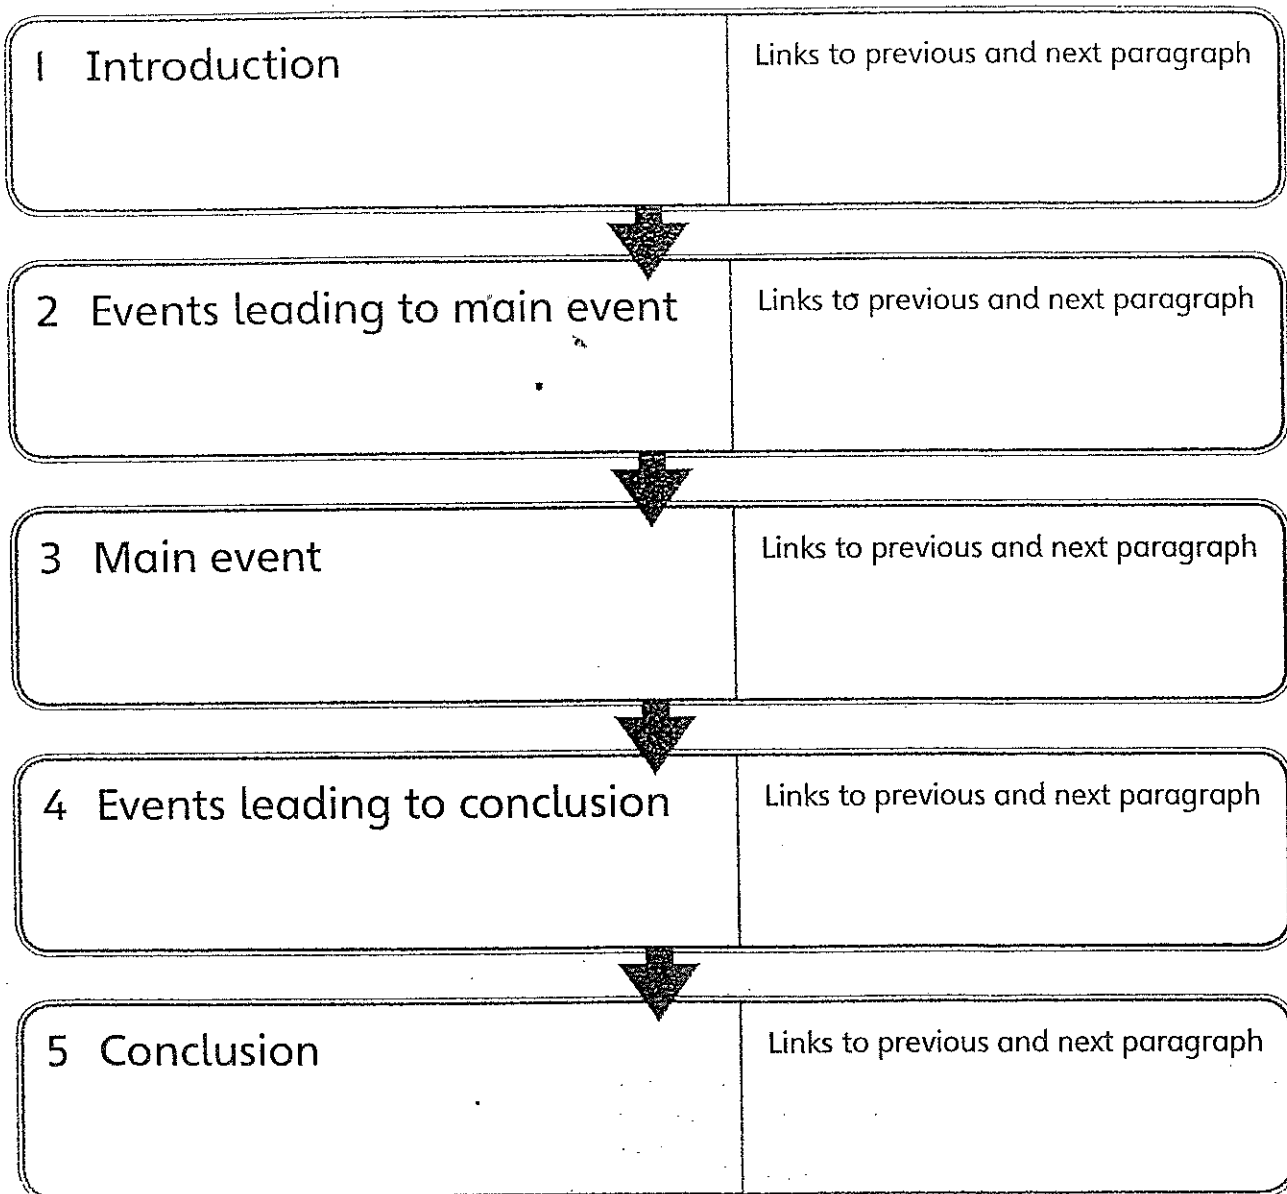 1 Introduction
Links to previous and next paragraph
2 Events leading to main event
Links to previous and next paragraph
3 Main event
Links to previous and next paragraph
4 Events leading to conclusion
Links to previous and next paragraph
5 Conclusion
Links to previous and next paragraph